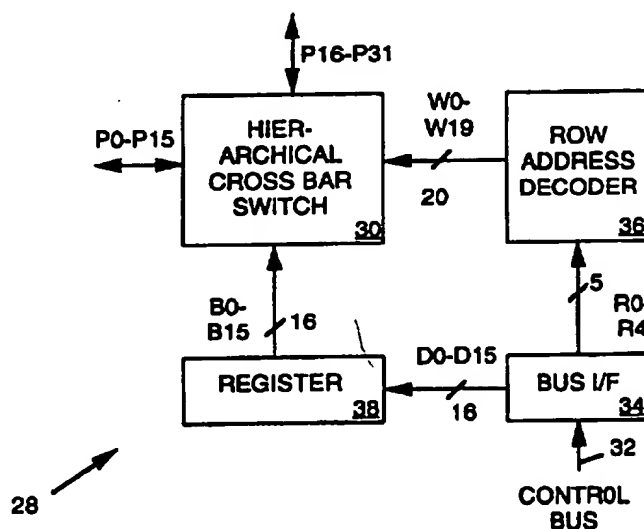 P16-P31
P0-P15
HIER-
ARCHICAL
CROSS BAR
SWITCH
30
W0-
W19
20
ROW
ADDRESS
DECODER
36
B0-
B15
16
5
R0-
R4
REGISTER
38
D0-D15
16
BUS I/F
34
32
CONTROL
BUS
28